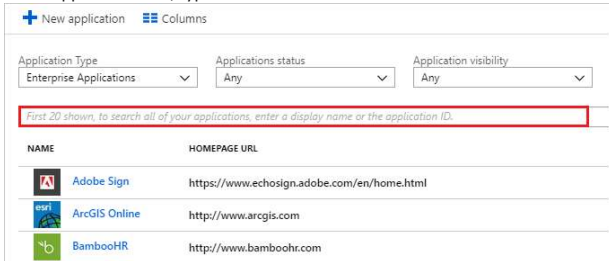 New application Columns
Application Type Applications status Application visibility
Enterprise Applications Any Any
First 20 shown, to search all of your applications, enter a display name or the application ID.
NAME HOMEPAGE URL
Adobe Sign https://www.echosign.adobe.com/en/home.html
esri
ArcGIS Online http://www.arcgis.com
BambooHR http://www.bamboohr.com